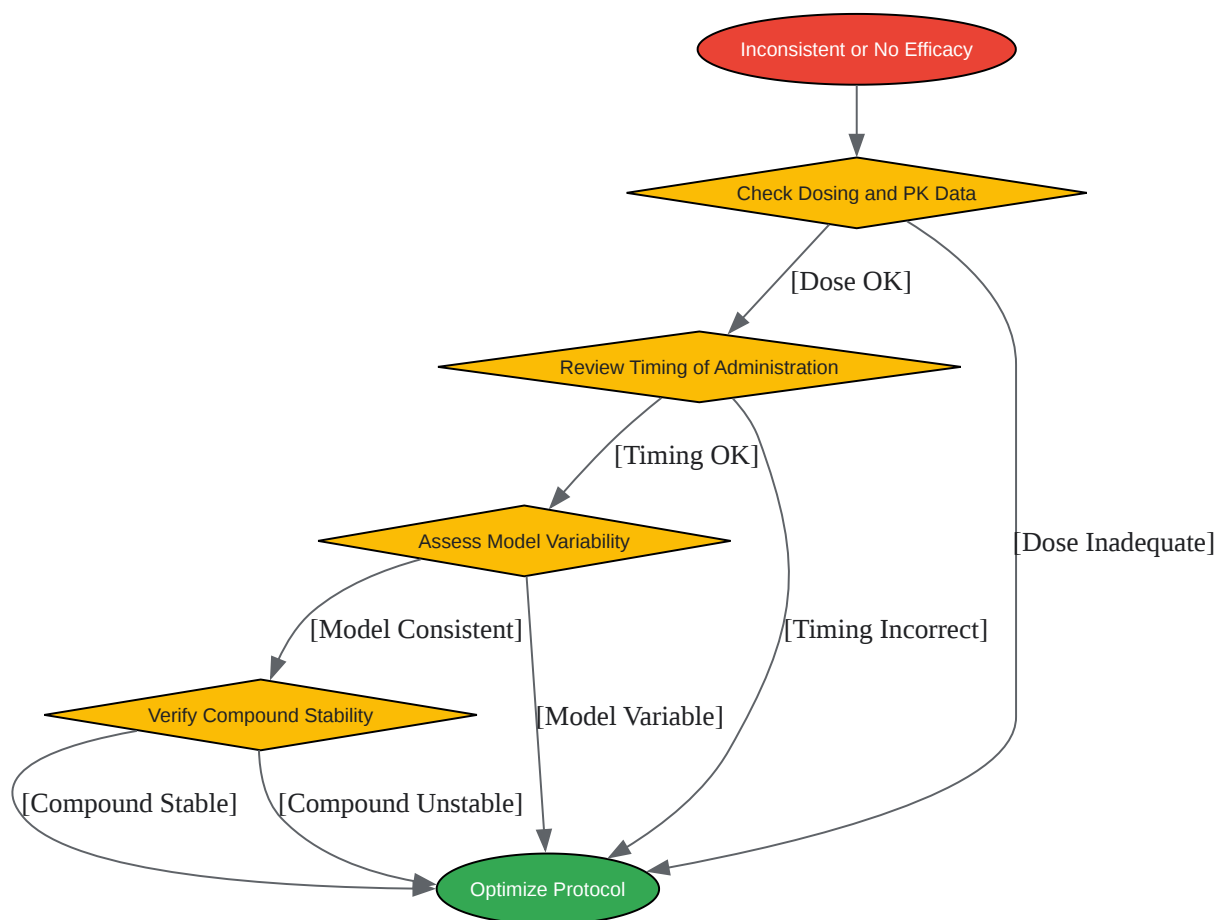 Inconsistent or No Efficacy
Check Dosing and PK Data
[Dose OK]
Review Timing of Administration
[Timing OK]
Assess Model Variability
[Dose Inadequate]
[Model Consistent]
[Timing Incorrect]
Verify Compound Stability
[Model Variable]
[Compound Stable]
[Compound Unstable]
Optimize Protocol